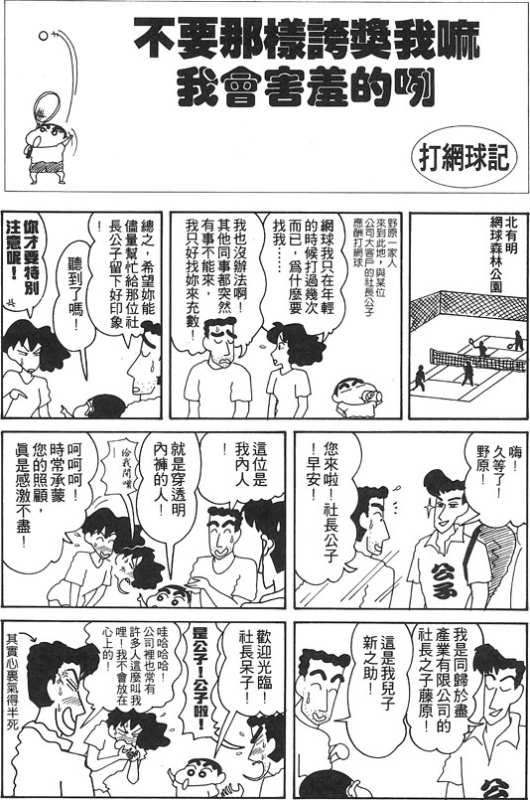 不要那樣誇獎我嘛
我會害羞的咧
打網球記
北有明
網球森林公園
野原一家人
來到此地,與某位
公司大客戶的社長公子
應酬打網球
網球我只在年輕
的時候打過幾次
而已,為什麼要
找我……
我也沒辦法啊!
其他同事都突然
有事不能來,
我只好找妳來充數!
總之,希望妳能
儘量幫忙給那位社
長公子留下好印象
!
聽到了嗎!
你才要特別
注意呢!
嗨!
久等了!
野原!
您來啦!社長公子
!早安!
公子
這位是
我內人
!
就是穿透明
內褲的人!
給我閉嘴!
呵呵呵!
時常承蒙
您的照顧,
真是感激不盡!
我是同歸於盡
產業有限公司的
社長之子藤原!
公子
這是我兒子
新之助!
歡迎光臨!
社長呆子!
是公子!公子啦!
哇哈哈哈!
公司裡也常有
許多人這麼叫我
哩!我不會放在
心上的!
其實心裏氣得半死